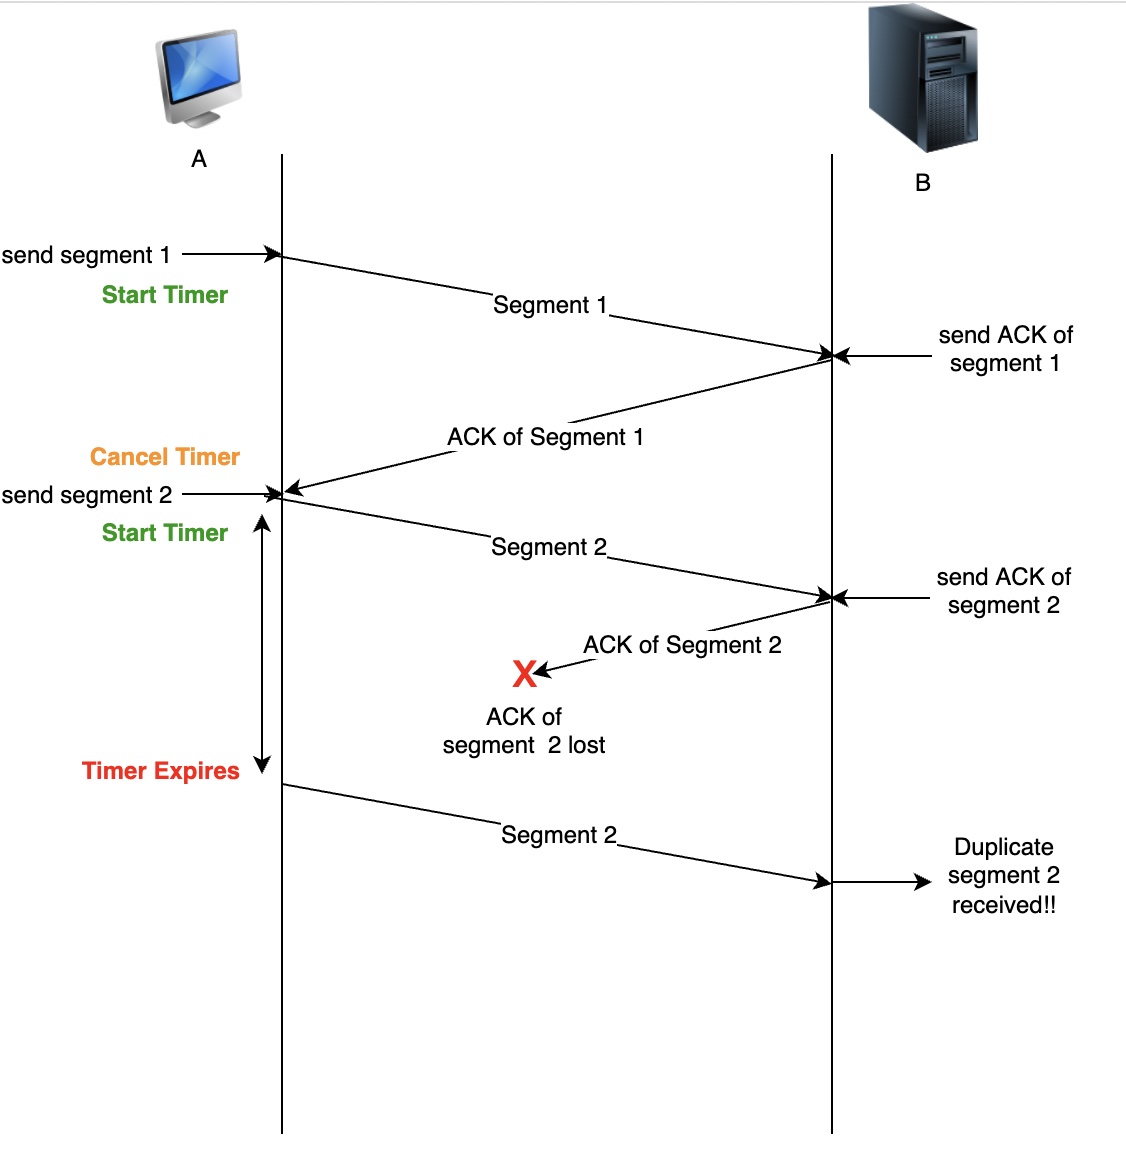 A
B
send segment 1
Start Timer
Segment 1
send ACK of
segment 1
ACK of Segment 1
Cancel Timer
send segment 2
Start Timer
Segment 2
send ACK of
segment 2
ACK of Segment 2
X
ACK of
segment 2 lost
Timer Expires
Segment 2
Duplicate
segment 2
received!!